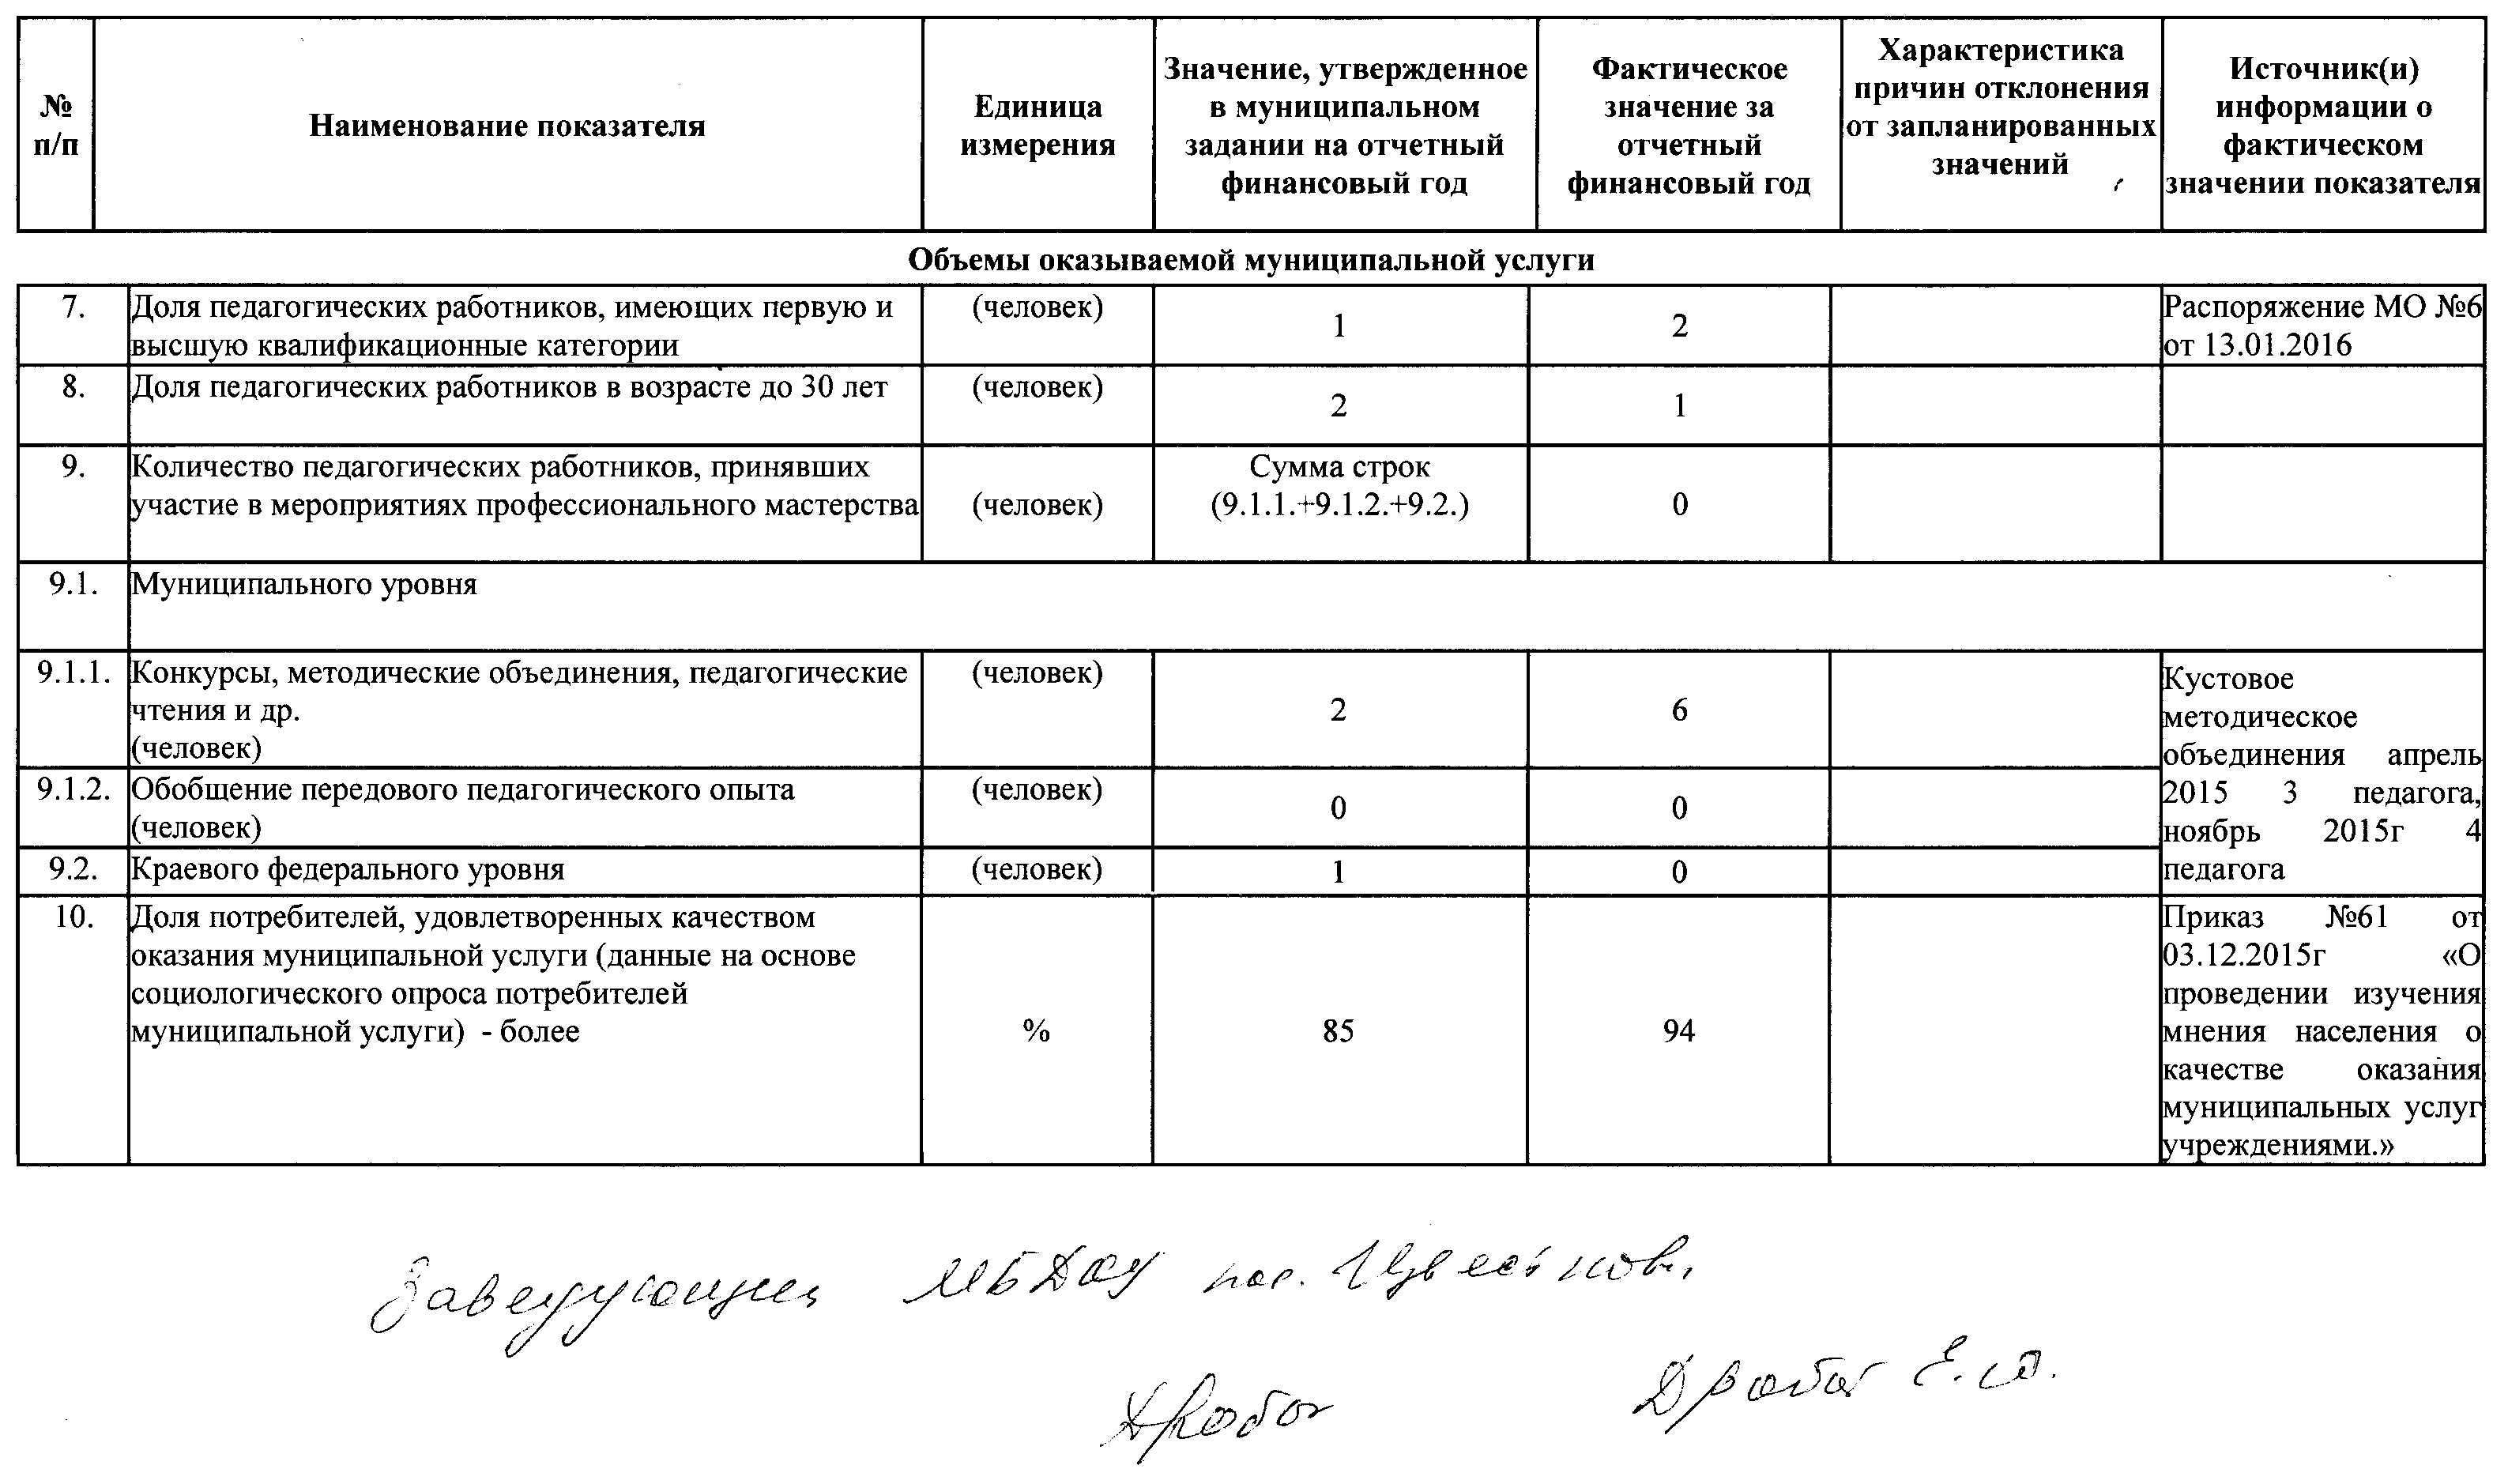 № п/п
Наименование показателя
Единица измерения
Значение, утвержденное в муниципальном задании на отчетный финансовый год
Фактическое значение за отчетный финансовый год
Характеристика причин отклонения от запланированных значений
Источник(и) информации о фактическом значении показателя
Объемы оказываемой муниципальной услуги
7.
Доля педагогических работников, имеющих первую и
высшую квалификационные категории
(человек)
1
2
Распоряжение МО №6
от 13.01.2016
8.
Доля педагогических работников в возрасте до 30 лет
(человек)
2
1
9.
Количество педагогических работников, принявших
участие в мероприятиях профессионального мастерства
(человек)
Сумма строк
(9.1.1.+9.1.2.+9.2.)
0
9.1.
Муниципального уровня
9.1.1.
Конкурсы, методические объединения, педагогические
чтения и др.
(человек)
(человек)
2
6
Кустовое
методическое
объединения апрель
2015 3 педагога,
ноябрь 2015г 4
педагога
9.1.2.
Обобщение передового педагогического опыта
(человек)
(человек)
0
0
9.2.
Краевого федерального уровня
(человек)
1
0
10.
Доля потребителей, удовлетворенных качеством
оказания муниципальной услуги (данные на основе
социологического опроса потребителей
муниципальной услуги) - более
%
85
94
Приказ №61 от
03.12.2015г «О
проведении изучения
мнения населения о
качестве оказания
муниципальных услуг
учреждениями.»
Заведующий МБДОУ пос. Известковый
Дробот Е.